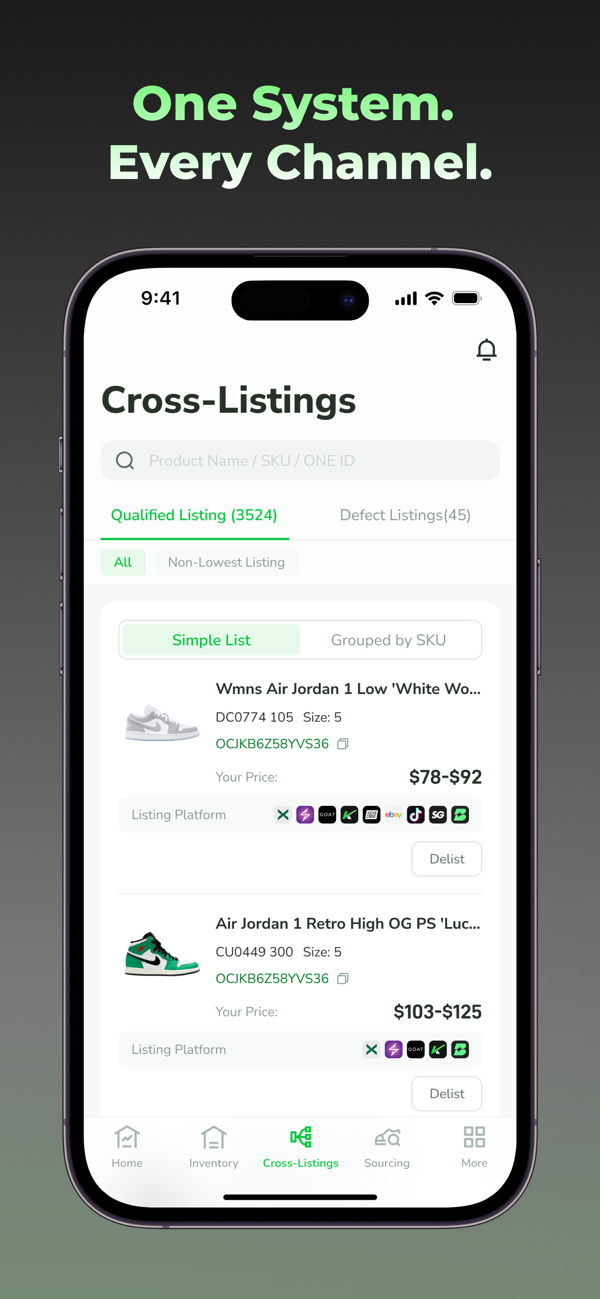 One System.
Every Channel.
9:41
Cross-Listings
Product Name / SKU / ONE ID
Qualified Listing (3524)
Defect Listings(45)
All
Non-Lowest Listing
Simple List
Grouped by SKU
Wmns Air Jordan 1 Low 'White Wo...
DC0774 105 Size: 5
OCJKB6Z58YVS36
Your Price:
$78-$92
Listing Platform
GOAT
ebay
SG
Delist
Air Jordan 1 Retro High OG PS 'Luc...
CU0449 300 Size: 5
OCJKB6Z58YVS36
Your Price:
$103-$125
Listing Platform
GOAT
Delist
Home
Inventory
Cross-Listings
Sourcing
More